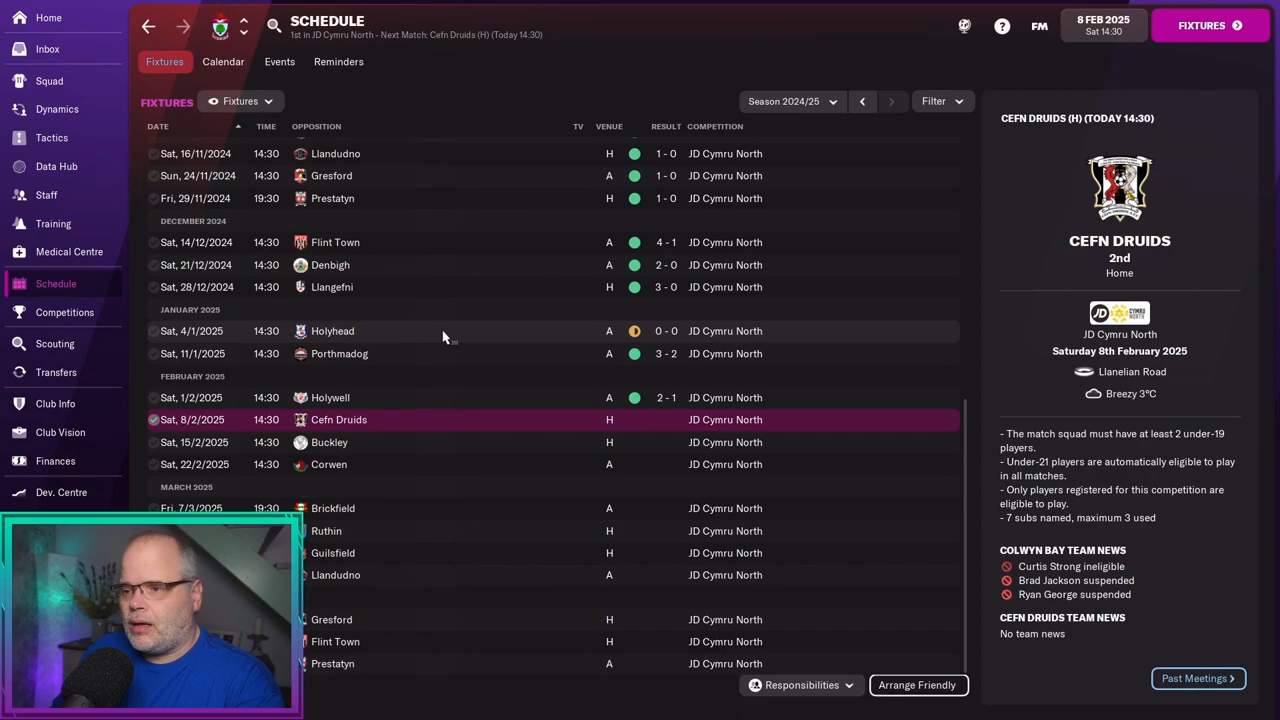 Home
Inbox
Squad
Dynamics
Tactics
Data Hub
Staff
Training
Medical Centre
Schedule
Competitions
Scouting
Transfers
Club Info
Club Vision
Finances
Dev. Centre
SCHEDULE
1st in JD Cymru North - Next Match: Cefn Druids (H) (Today 14:30)
? FM
8 FEB 2025
Sat 14:30
FIXTURES
Fixtures Calendar Events Reminders
FIXTURES Fixtures Season 2024/25 Filter
DATE TIME OPPOSITION TV VENUE RESULT COMPETITION
Sat, 16/11/2024 14:30 Llandudno H 1 - 0 JD Cymru North
Sun, 24/11/2024 14:30 Gresford A 1 - 0 JD Cymru North
Fri, 29/11/2024 19:30 Prestatyn H 1 - 0 JD Cymru North
DECEMBER 2024
Sat, 14/12/2024 14:30 Flint Town A 4 - 1 JD Cymru North
Sat, 21/12/2024 14:30 Denbigh A 2 - 0 JD Cymru North
Sat, 28/12/2024 14:30 Llangefni H 3 - 0 JD Cymru North
JANUARY 2025
Sat, 4/1/2025 14:30 Holyhead A 0 - 0 JD Cymru North
Sat, 11/1/2025 14:30 Porthmadog A 3 - 2 JD Cymru North
FEBRUARY 2025
Sat, 1/2/2025 14:30 Holywell A 2 - 1 JD Cymru North
Sat, 8/2/2025 14:30 Cefn Druids H JD Cymru North
Sat, 15/2/2025 14:30 Buckley H JD Cymru North
Sat, 22/2/2025 14:30 Corwen A JD Cymru North
MARCH 2025
Fri, 7/3/2025 19:30 Brickfield A JD Cymru North
Ruthin H JD Cymru North
Guilsfield H JD Cymru North
Llandudno A JD Cymru North
Gresford H JD Cymru North
Flint Town H JD Cymru North
Prestatyn A JD Cymru North
Responsibilities Arrange Friendly
CEFN DRUIDS (H) (TODAY 14:30)
CEFN DRUIDS
2nd
Home
JD CYMRU NORTH
JD Cymru North
Saturday 8th February 2025
Llanelian Road
Breezy 3°C
- The match squad must have at least 2 under-19
players.
- Under-21 players are automatically eligible to play
in all matches.
- Only players registered for this competition are
eligible to play.
- 7 subs named, maximum 3 used
COLWYN BAY TEAM NEWS
Curtis Strong ineligible
Brad Jackson suspended
Ryan George suspended
CEFN DRUIDS TEAM NEWS
No team news
Past Meetings